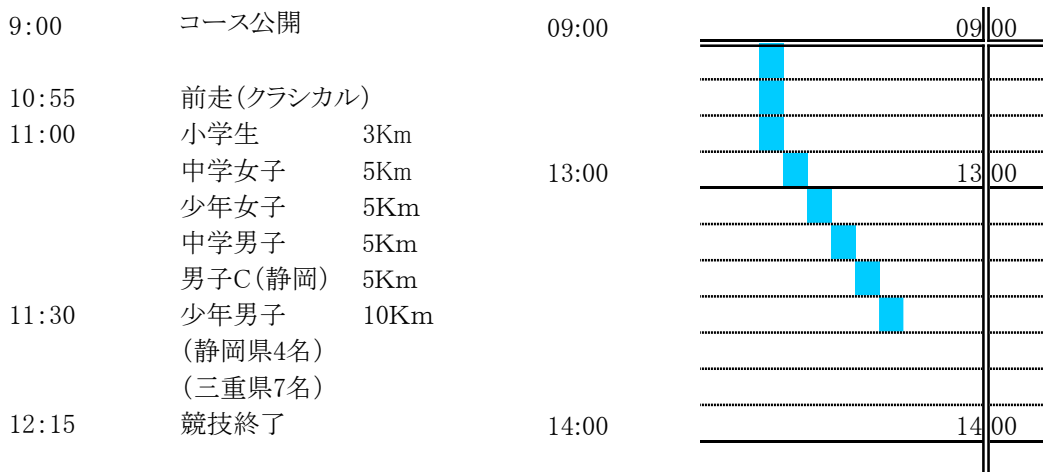 9:00 コース公開 09:00 09:00
10:55 前走(クラシカル)
11:00 小学生 3Km
中学女子 5Km 13:00 13:00
少年女子 5Km
中学男子 5Km
男子C(静岡) 5Km
11:30 少年男子 10Km
(静岡県4名)
(三重県7名)
12:15 競技終了 14:00 14:00